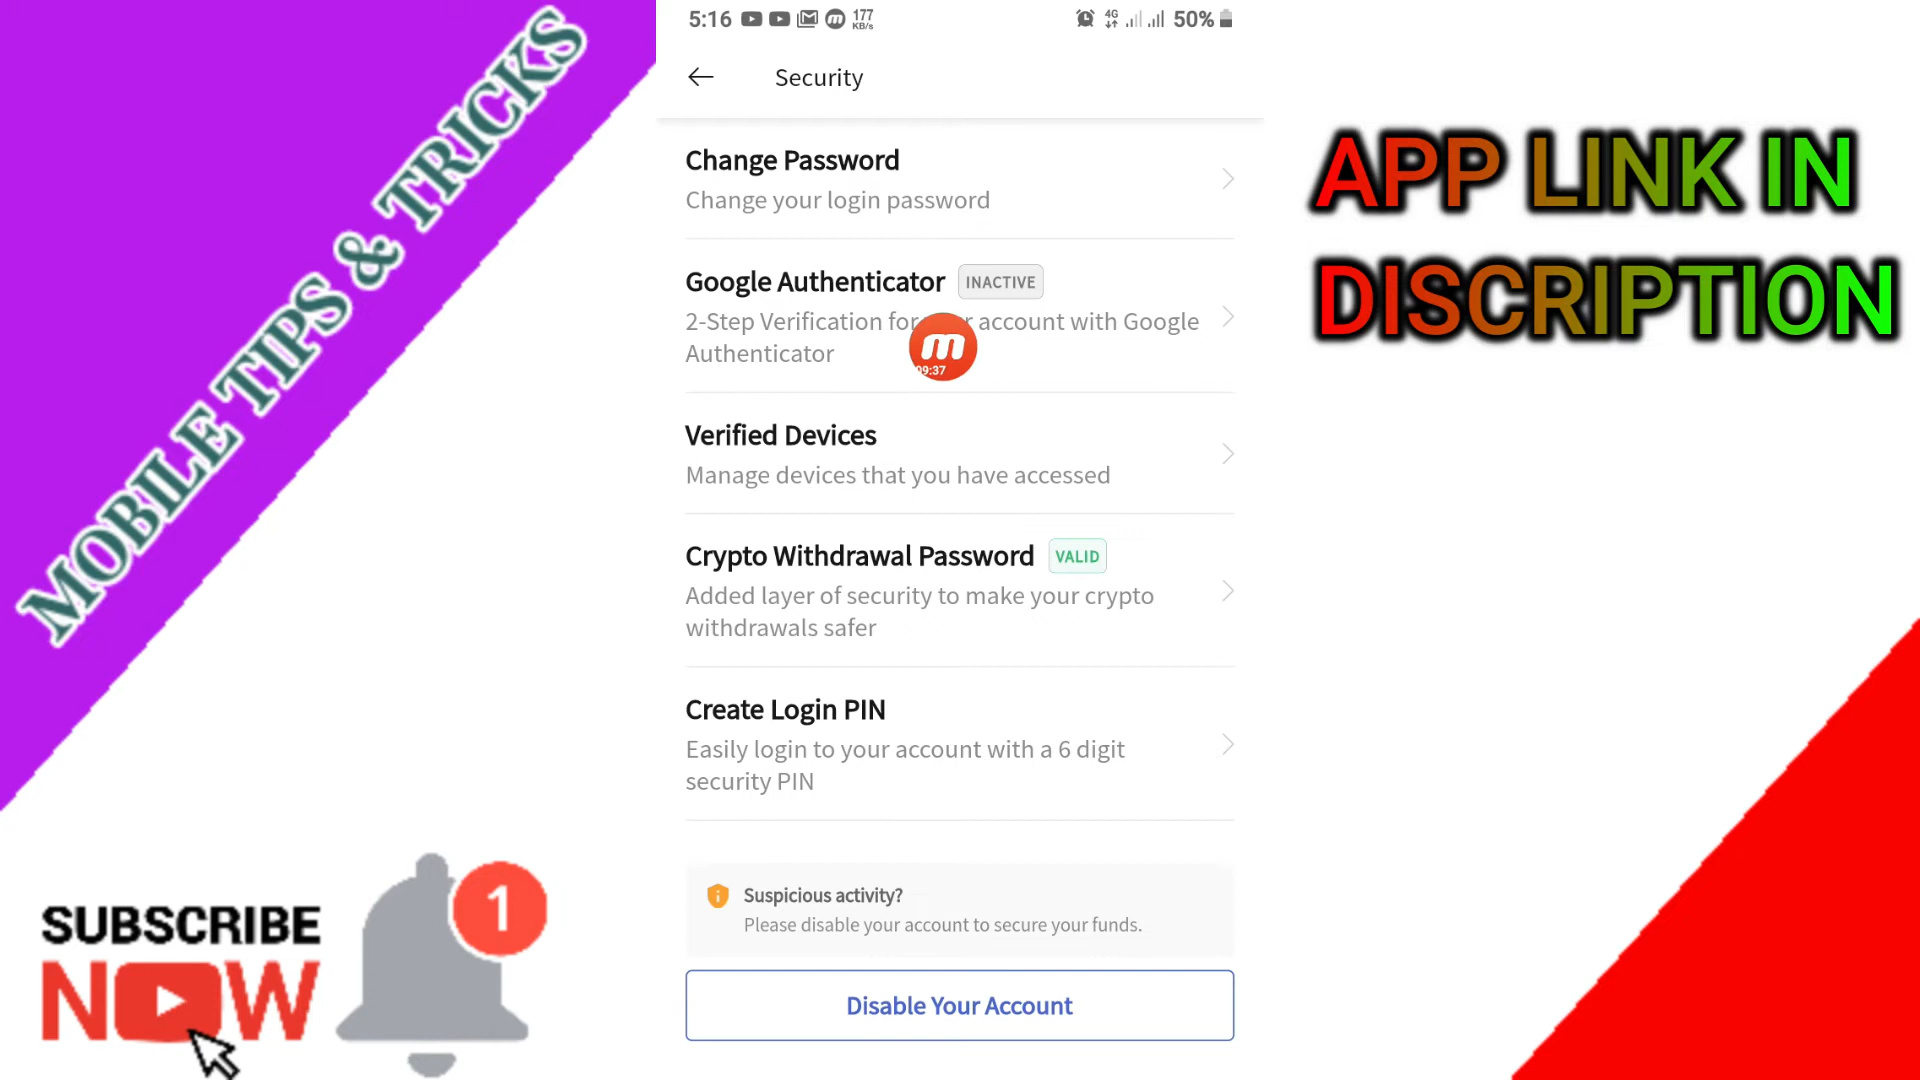 MOBILE TIPS & TRICKS
5:16 177 KB/s 4G 50%
Security
APP LINK IN
DISCRIPTION
Change Password
Change your login password
Google Authenticator INACTIVE
2-Step Verification for account with Google
Authenticator
m
09:37
Verified Devices
Manage devices that you have accessed
Crypto Withdrawal Password VALID
Added layer of security to make your crypto
withdrawals safer
Create Login PIN
Easily login to your account with a 6 digit
security PIN
Suspicious activity?
Please disable your account to secure your funds.
Disable Your Account
SUBSCRIBE
NOW
1